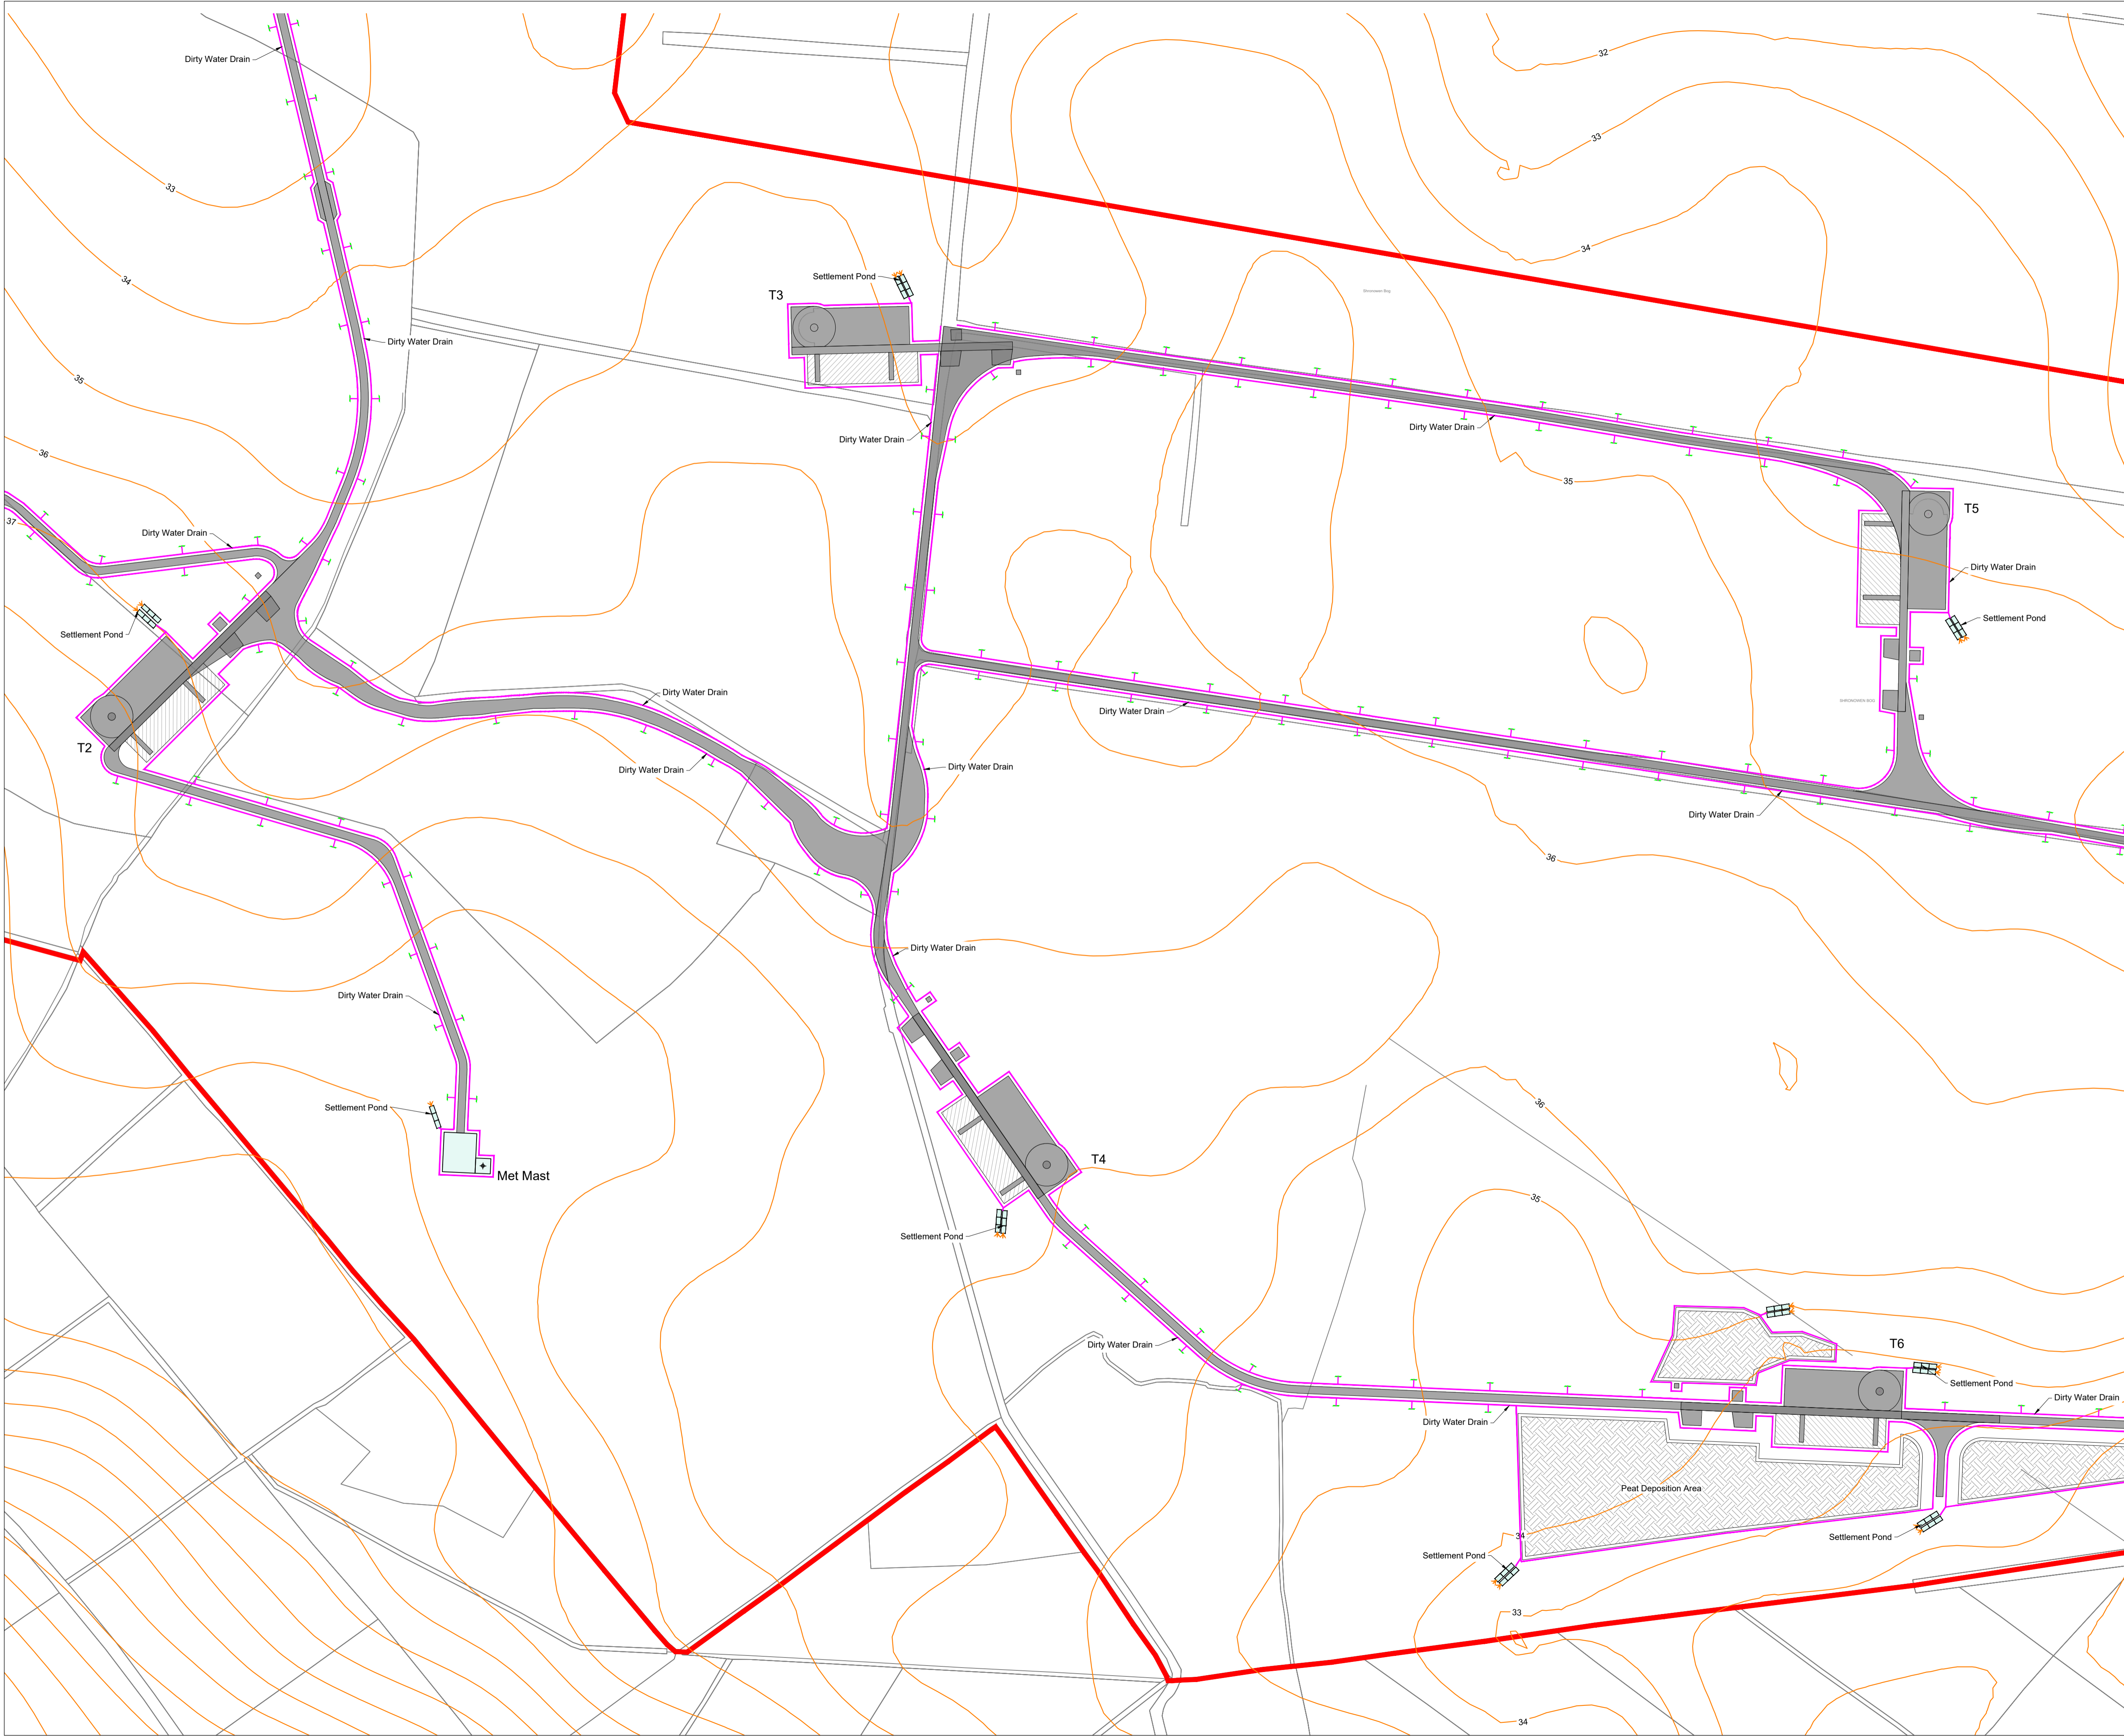 Dirty Water Drain
32
33
33
34
Settlement Pond
34
T3
Shronowen Bog
Dirty Water Drain
35
Dirty Water Drain
Dirty Water Drain
36
35
T5
37
Dirty Water Drain
Dirty Water Drain
Settlement Pond
Settlement Pond
Dirty Water Drain
SHRONOWEN BOG
Dirty Water Drain
T2
Dirty Water Drain
Dirty Water Drain
Dirty Water Drain
36
Dirty Water Drain
Dirty Water Drain
36
Settlement Pond
T4
Met Mast
35
Settlement Pond
Dirty Water Drain
T6
Settlement Pond
Dirty Water Drain
Dirty Water Drain
Peat Deposition Area
34
Settlement Pond
Settlement Pond
33
34